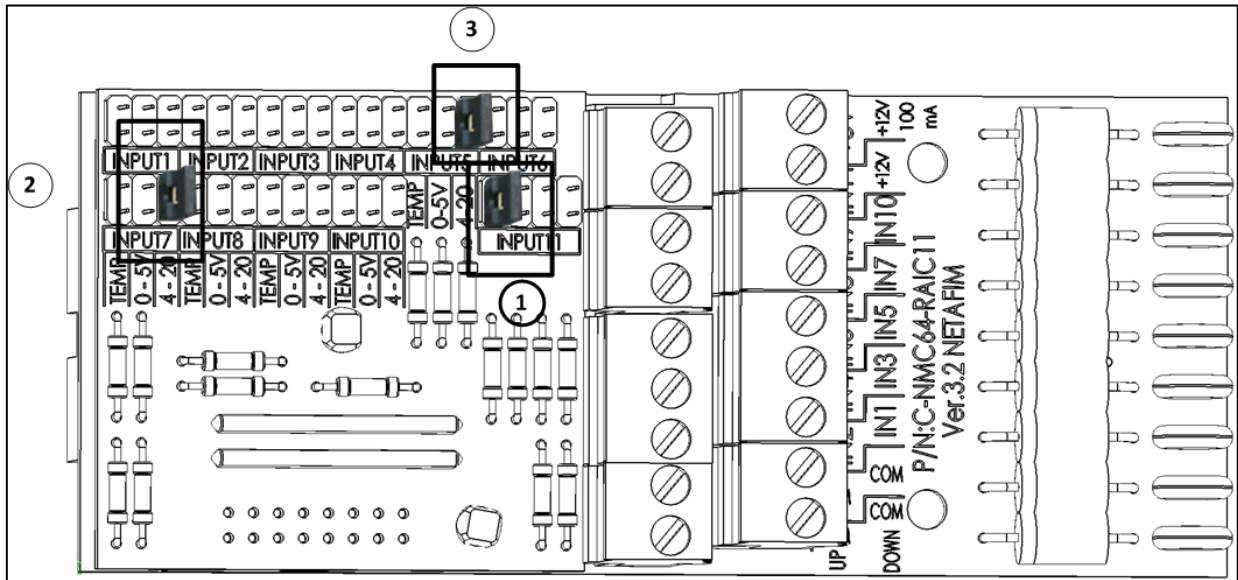 3
2
INPUT1 INPUT2 INPUT3 INPUT4 INPUT5 INPUT6
INPUT7 INPUT8 INPUT9 INPUT10
TEMP 0-5V 4-20
INPUT11
TEMP 0-5V 4-20 TEMP 0-5V 4-20 TEMP 0-5V 4-20 TEMP 0-5V 4-20
1
+12V 100 mA
+12V
IN10
IN7
IN5
IN3
IN1
COM
COM
UP
DOWN
P/N:C-NMC64-RAIC11
Ver.3.2 NETAFIM